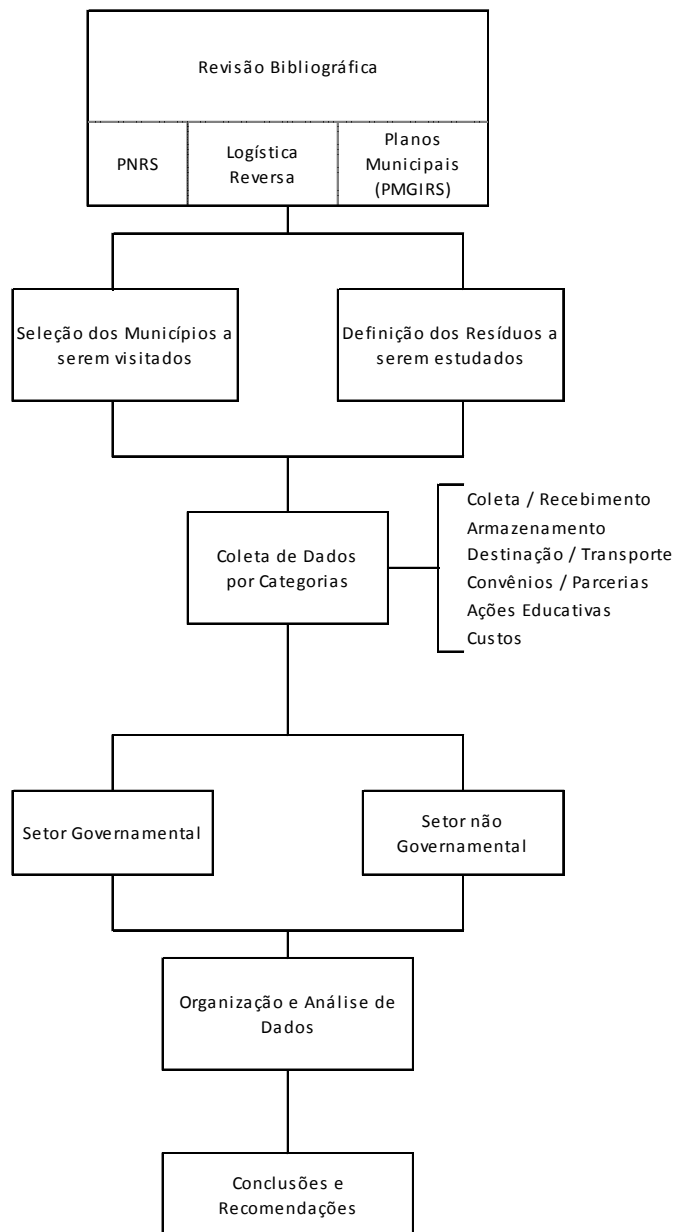 Revisão Bibliográfica
PNRS
Logística
Reversa
Planos
Municipais
(PMGIRS)
Seleção dos Municípios a
serem visitados
Definição dos Resíduos a
serem estudados
Coleta de Dados
por Categorias
Coleta / Recebimento
Armazenamento
Destinação / Transporte
Convênios / Parcerias
Ações Educativas
Custos
Setor Governamental
Setor não
Governamental
Organização e Análise de
Dados
Conclusões e
Recomendações